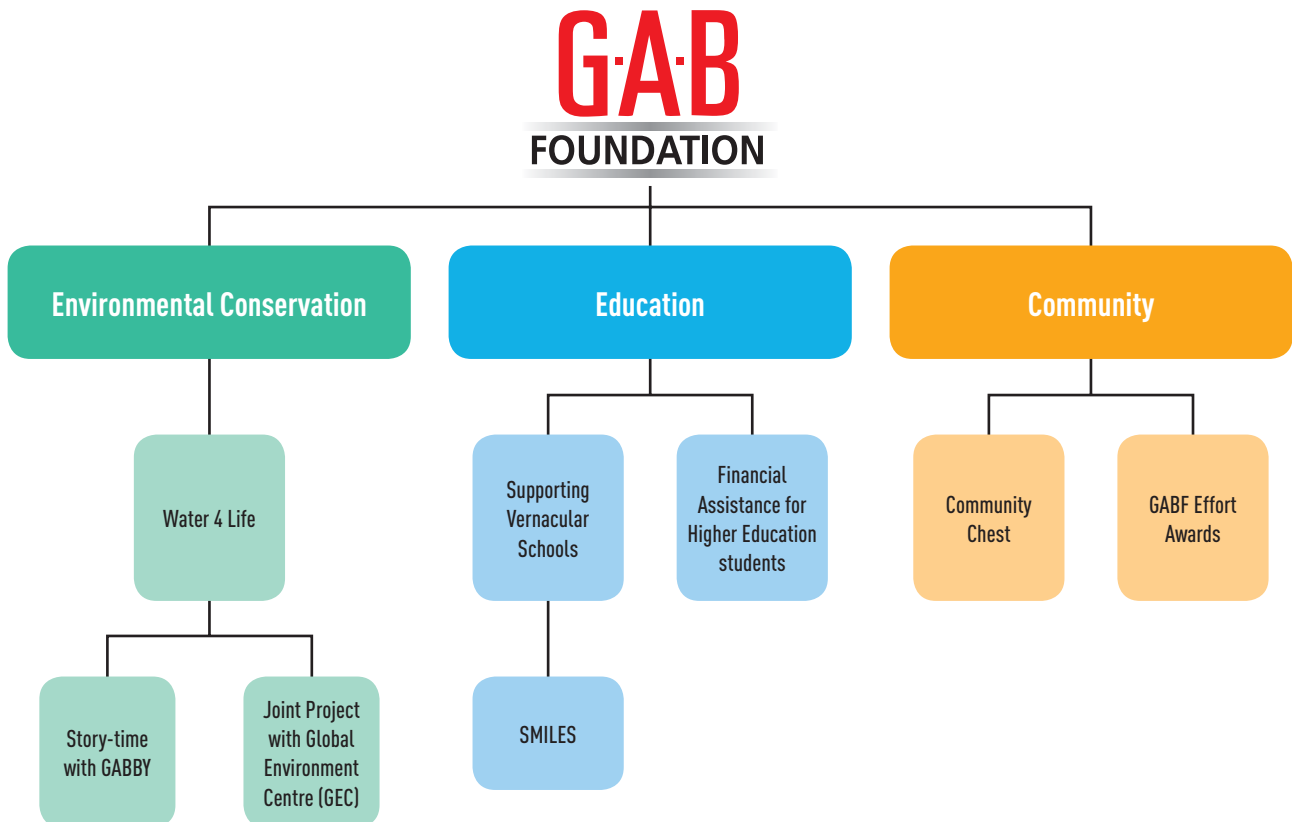 G·A·B
FOUNDATION
Environmental Conservation
Education
Community
Water 4 Life
Supporting
Vernacular
Schools
Financial
Assistance for
Higher Education
students
Community
Chest
GABF Effort
Awards
Story-time
with GABBY
Joint Project
with Global
Environment
Centre (GEC)
SMILES